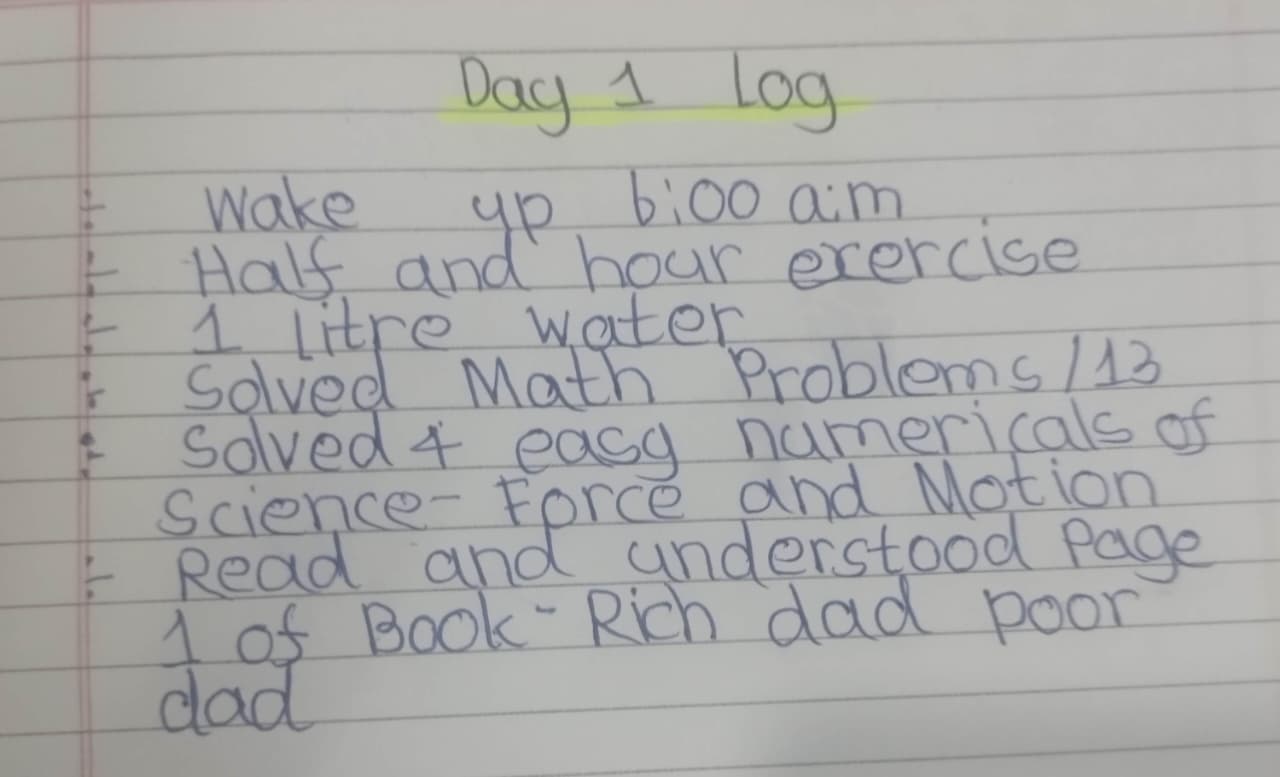 Day 1 Log
:- Wake up 6:00 a.m
:- Half and hour exercise
:- 1 litre water
:- Solved Math Problems/13
:- Solved 4 easy numericals of
Science- Force and Motion
:- Read and understood Page
1 of Book- Rich dad poor
dad